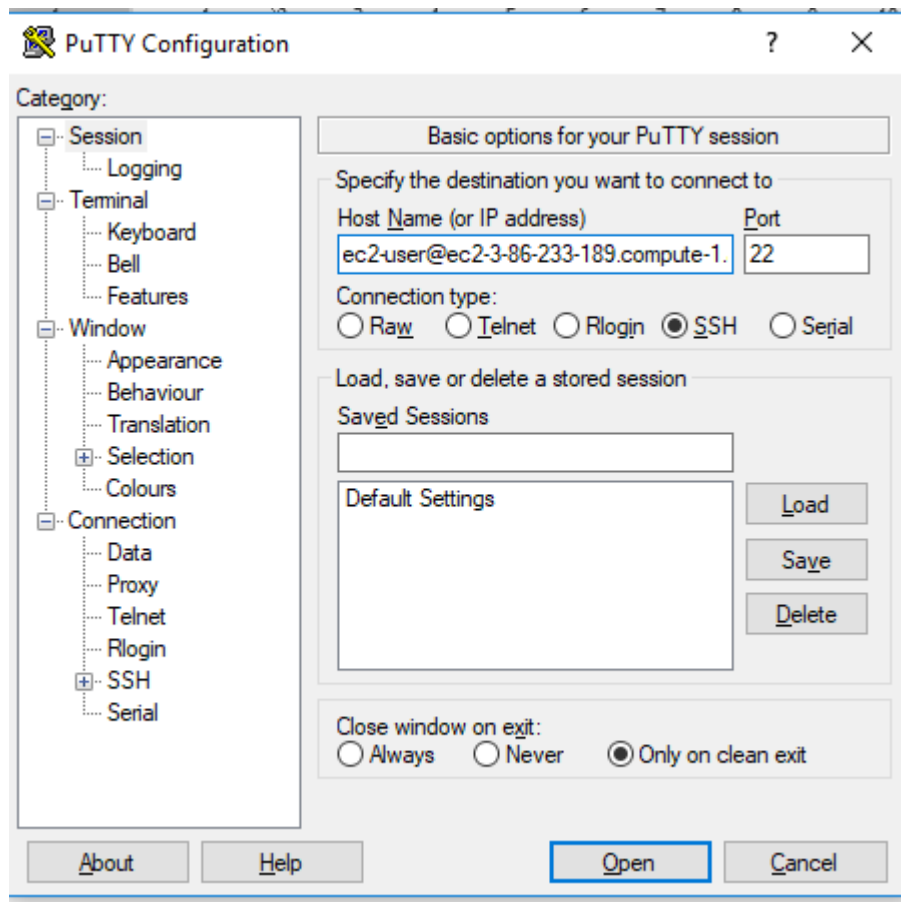 PuTTY Configuration ? ×
Category:
Session
Logging
Terminal
Keyboard
Bell
Features
Window
Appearance
Behaviour
Translation
Selection
Colours
Connection
Data
Proxy
Telnet
Rlogin
SSH
Serial
Basic options for your PuTTY session
Specify the destination you want to connect to
Host Name (or IP address) Port
ec2-user@ec2-3-86-233-189.compute-1. 22
Connection type:
Raw Telnet Rlogin SSH Serial
Load, save or delete a stored session
Saved Sessions
Default Settings
Load
Save
Delete
Close window on exit:
Always Never Only on clean exit
About Help Open Cancel